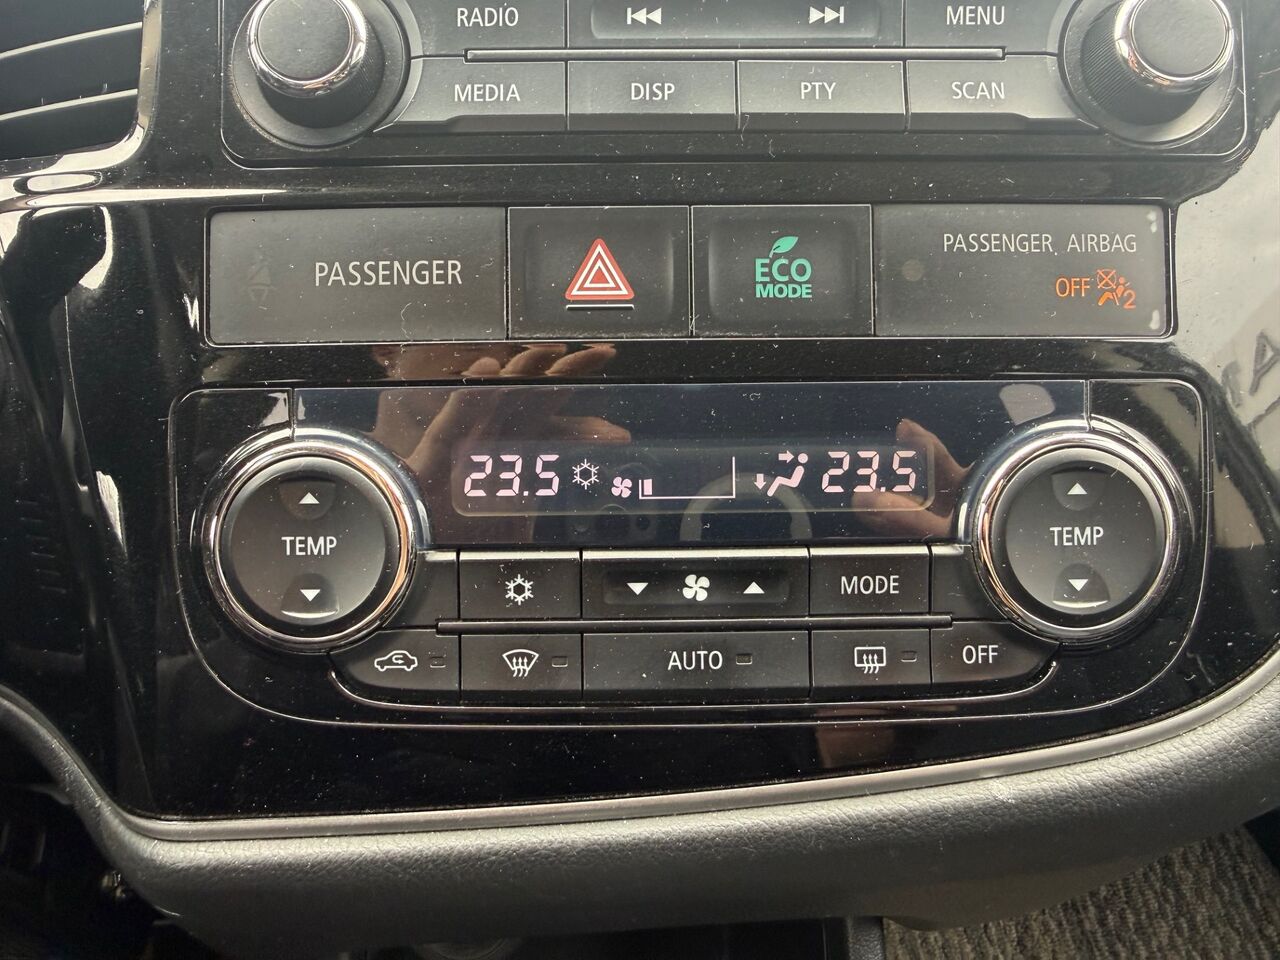 RADIO
MENU
MEDIA
DISP
PTY
SCAN
PASSENGER
ECO
MODE
PASSENGER AIRBAG
OFF
2
23.5
23.5
TEMP
TEMP
MODE
AUTO
OFF